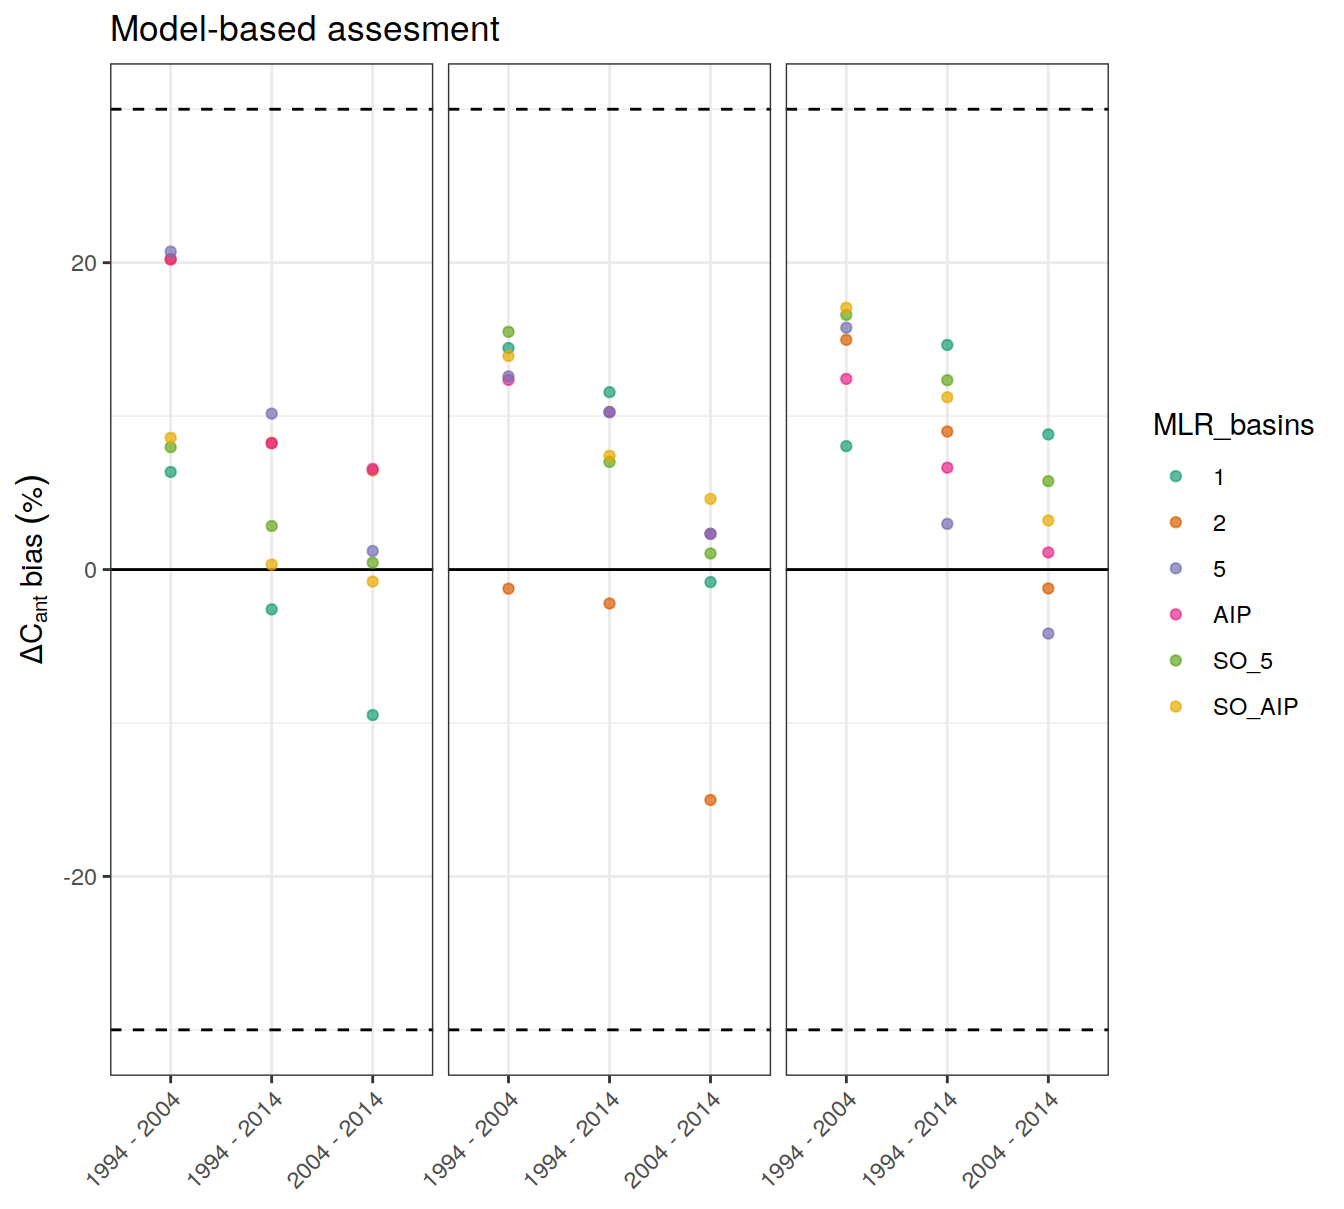 Model-based assesment
ΔCant bias (%)
20
0
-20
1994 - 2004
1994 - 2014
2004 - 2014
1994 - 2004
1994 - 2014
2004 - 2014
1994 - 2004
1994 - 2014
2004 - 2014
MLR_basins
1
2
5
AIP
SO_5
SO_AIP